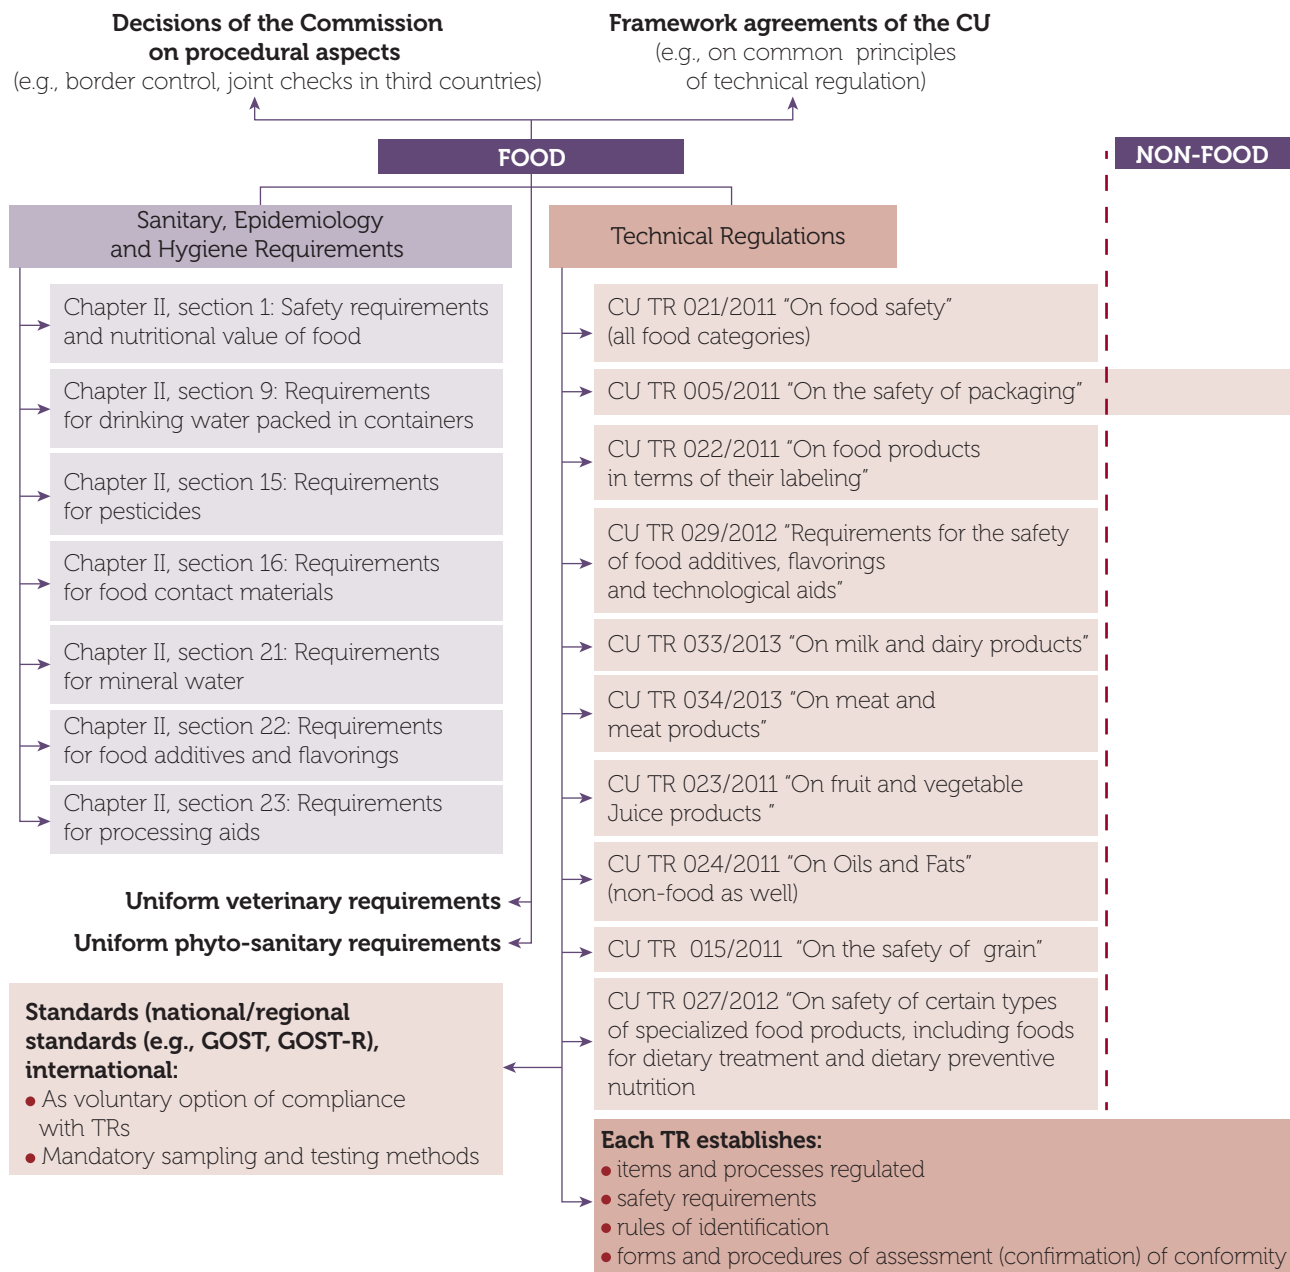 Decisions of the Commission
on procedural aspects
(e.g., border control, joint checks in third countries)
Framework agreements of the CU
(e.g., on common principles
of technical regulation)
FOOD
NON-FOOD
Sanitary, Epidemiology
and Hygiene Requirements
Chapter II, section 1: Safety requirements
and nutritional value of food
Chapter II, section 9: Requirements
for drinking water packed in containers
Chapter II, section 15: Requirements
for pesticides
Chapter II, section 16: Requirements
for food contact materials
Chapter II, section 21: Requirements
for mineral water
Chapter II, section 22: Requirements
for food additives and flavorings
Chapter II, section 23: Requirements
for processing aids
Uniform veterinary requirements
Uniform phyto-sanitary requirements
Standards (national/regional
standards (e.g., GOST, GOST-R),
international:
• As voluntary option of compliance
with TRs
• Mandatory sampling and testing methods
Technical Regulations
CU TR 021/2011 “On food safety”
(all food categories)
CU TR 005/2011 “On the safety of packaging”
CU TR 022/2011 “On food products
in terms of their labeling”
CU TR 029/2012 “Requirements for the safety
of food additives, flavorings
and technological aids”
CU TR 033/2013 “On milk and dairy products”
CU TR 034/2013 “On meat and
meat products”
CU TR 023/2011 “On fruit and vegetable
Juice products ”
CU TR 024/2011 “On Oils and Fats”
(non-food as well)
CU TR 015/2011 “On the safety of grain”
CU TR 027/2012 “On safety of certain types
of specialized food products, including foods
for dietary treatment and dietary preventive
nutrition
Each TR establishes:
• items and processes regulated
• safety requirements
• rules of identification
• forms and procedures of assessment (confirmation) of conformity